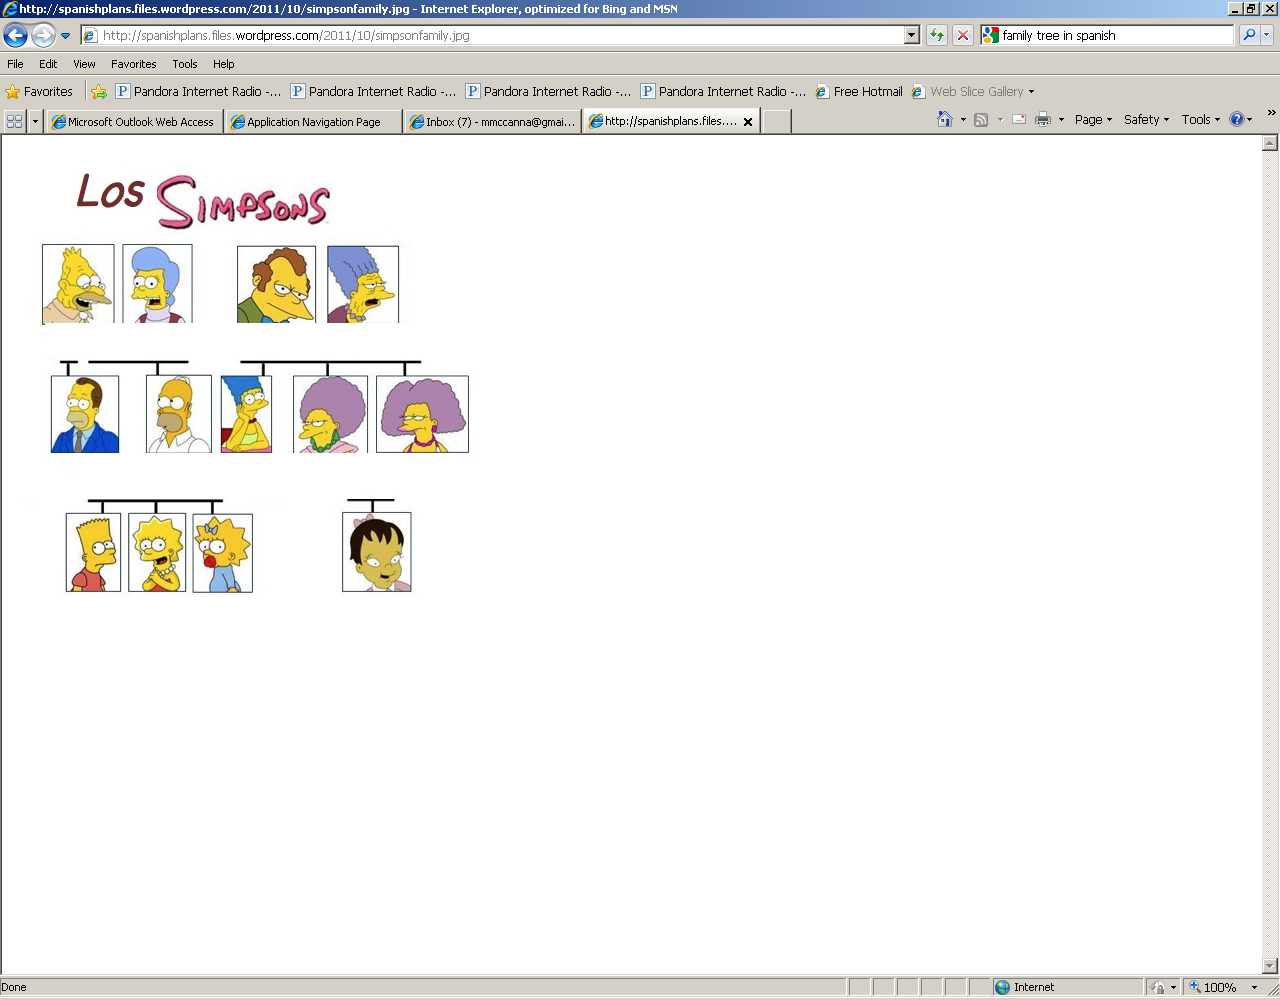 http://spanishplans.files.wordpress.com/2011/10/simpsonfamily.jpg - Internet Explorer, optimized for Bing and MSN
http://spanishplans.files.wordpress.com/2011/10/simpsonfamily.jpg family tree in spanish
File Edit View Favorites Tools Help
Favorites Pandora Internet Radio -... Pandora Internet Radio -... Pandora Internet Radio -... Pandora Internet Radio -... Free Hotmail Web Slice Gallery
Microsoft Outlook Web Access Application Navigation Page Inbox (7) - mmccanna@gmai... http://spanishplans.files.... Page Safety Tools
Los Simpsons
Done Internet 100%